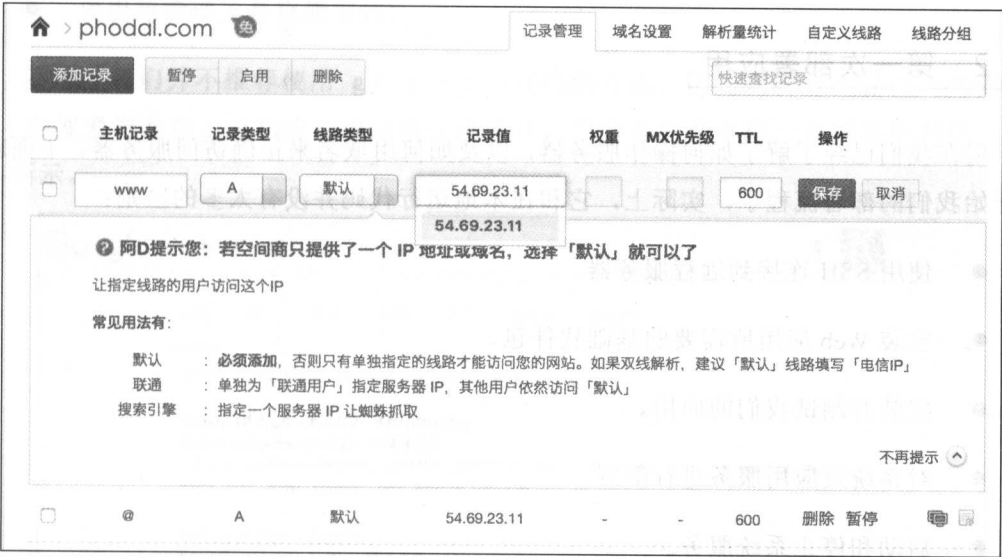 phodal.com 免 记录管理 域名设置 解析量统计 自定义线路 线路分组
添加记录 暂停 启用 删除 快速查找记录
主机记录 记录类型 线路类型 记录值 权重 MX优先级 TTL 操作
www A 默认 54.69.23.11 600 保存 取消
54.69.23.11
阿D提示您:若空间商只提供了一个 IP 地址或域名,选择「默认」就可以了
让指定线路的用户访问这个IP
常见用法有:
默认 :必须添加,否则只有单独指定的线路才能访问您的网站。如果双线解析,建议「默认」线路填写「电信IP」
联通 :单独为「联通用户」指定服务器 IP,其他用户依然访问「默认」
搜索引擎 :指定一个服务器 IP 让蜘蛛抓取
不再提示
@ A 默认 54.69.23.11 - - 600 删除 暂停